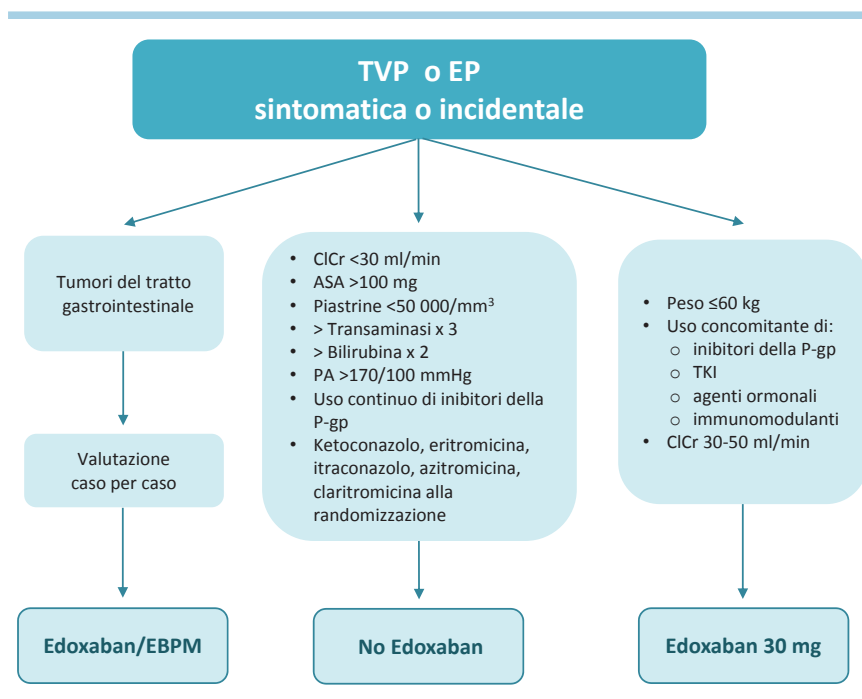 TVP o EP
sintomatica o incidentale
Tumori del tratto
gastrointestinale
Valutazione
caso per caso
Edoxaban/EBPM
• ClCr <30 ml/min
• ASA >100 mg
• Piastrine <50 000/mm³
• > Transaminasi x 3
• > Bilirubina x 2
• PA >170/100 mmHg
• Uso continuo di inibitori della
P-gp
• Ketoconazolo, eritromicina,
itraconazolo, azitromicina,
claritromicina alla
randomizzazione
No Edoxaban
• Peso ≤60 kg
• Uso concomitante di:
o inibitori della P-gp
o TKI
o agenti ormonali
o immunomodulanti
• ClCr 30-50 ml/min
Edoxaban 30 mg